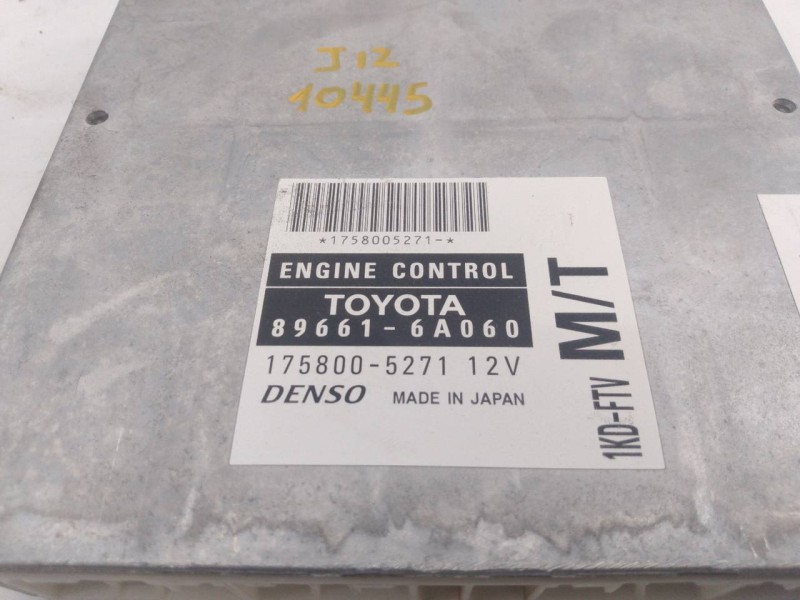 J12
10445
*1758005271-*
ENGINE CONTROL
TOYOTA
89661-6A060
175800-5271 12V
DENSO MADE IN JAPAN
M/T
1KD-FTV